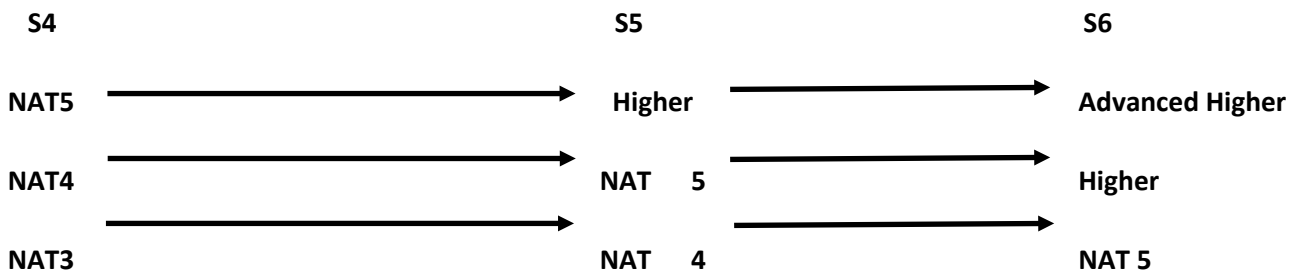 S4 S5 S6
NAT5 Higher Advanced Higher
NAT4 NAT 5 Higher
NAT3 NAT 4 NAT 5